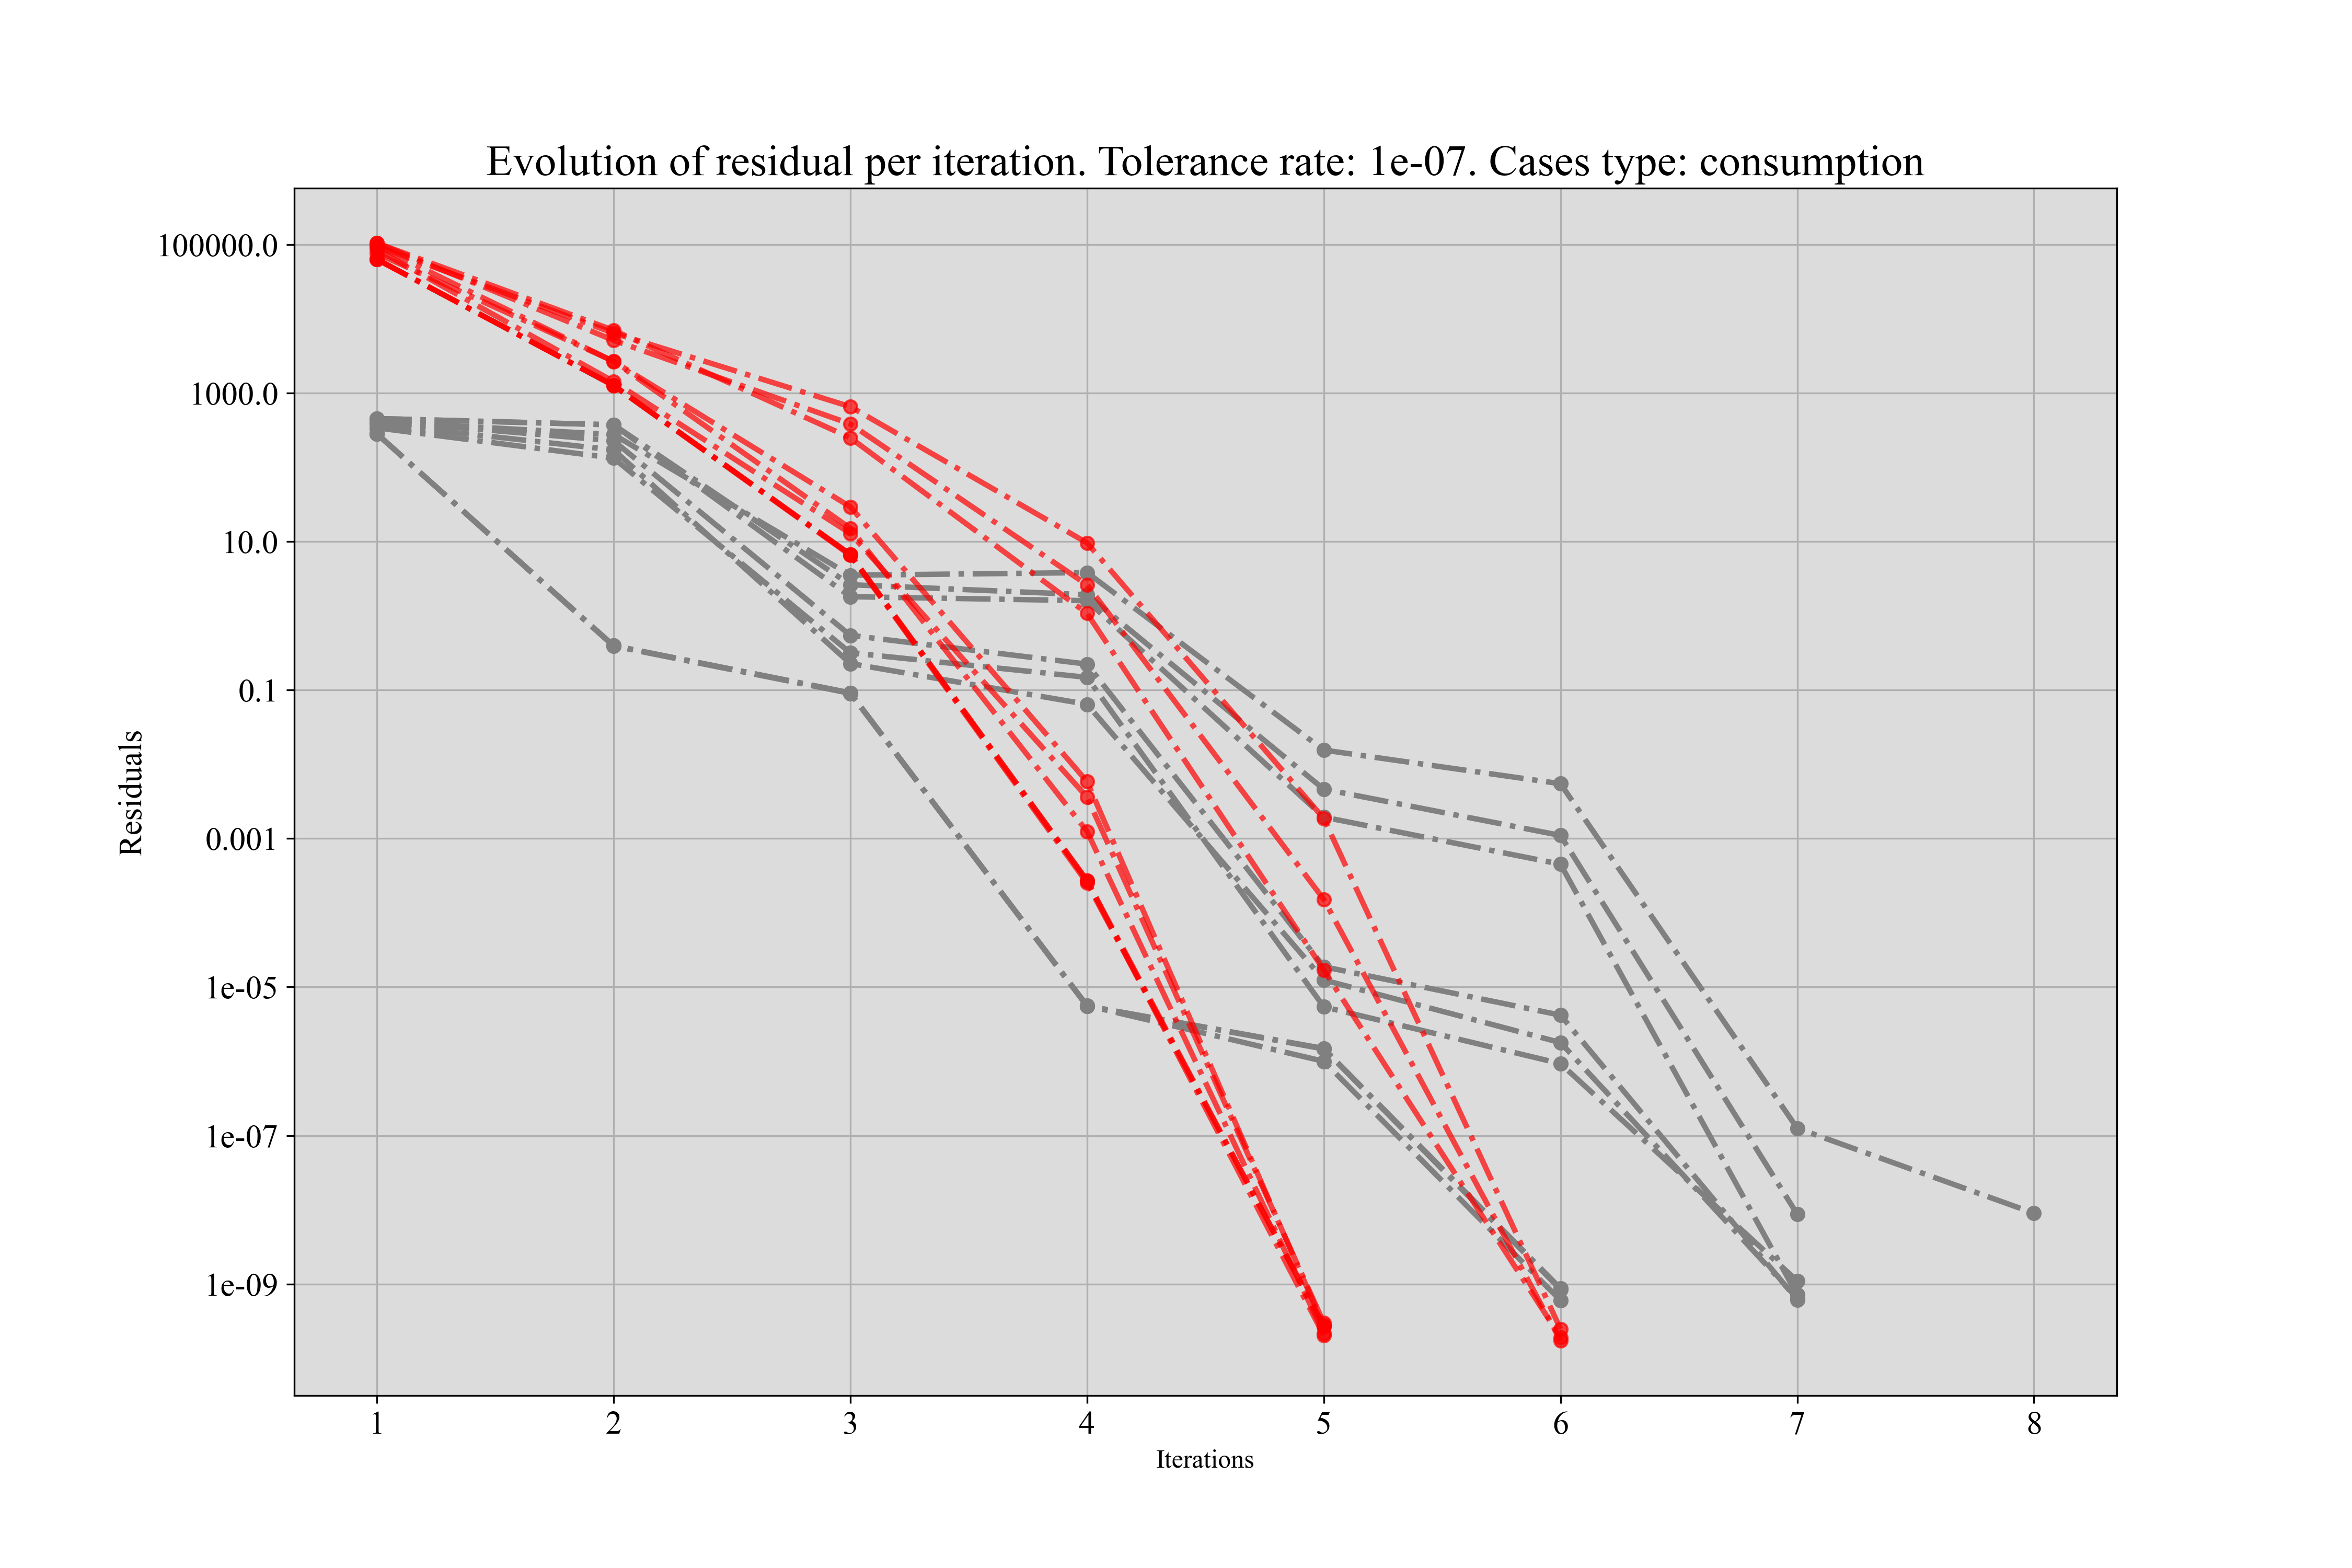 Evolution of residual per iteration. Tolerance rate: 1e-07. Cases type: consumption
100000.0
1000.0
10.0
0.1
0.001
1e-05
1e-07
1e-09
Residuals
1 2 3 4 5 6 7 8
Iterations